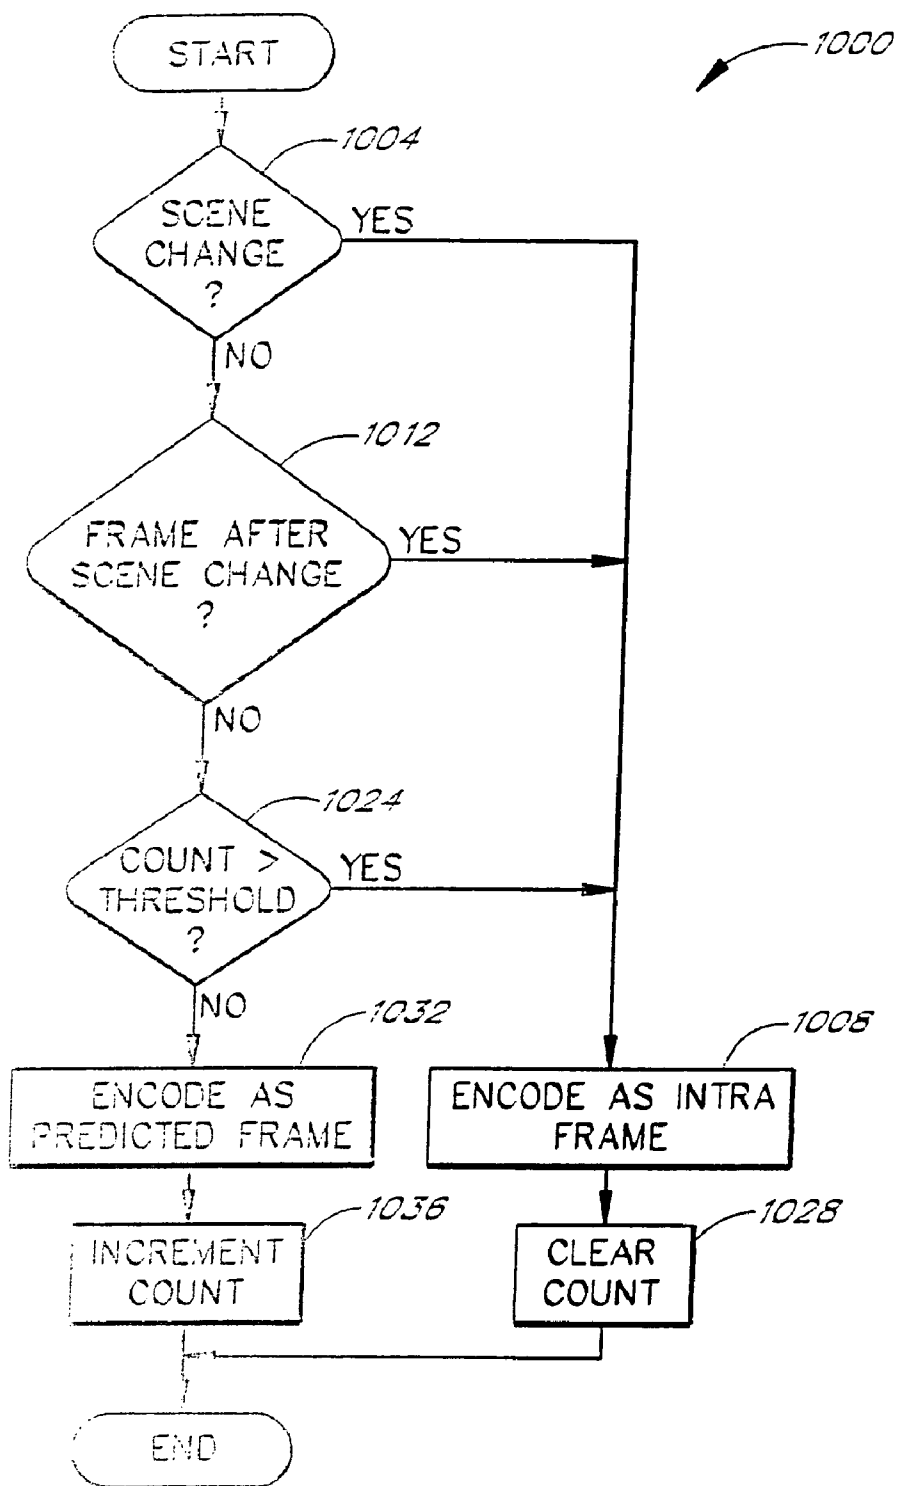 START
1000
1004
SCENE
CHANGE
?
YES
NO
1012
FRAME AFTER
SCENE CHANGE
?
YES
NO
1024
COUNT >
THRESHOLD
?
YES
NO
1032
ENCODE AS
PREDICTED FRAME
1008
ENCODE AS INTRA
FRAME
1036
INCREMENT
COUNT
1028
CLEAR
COUNT
END